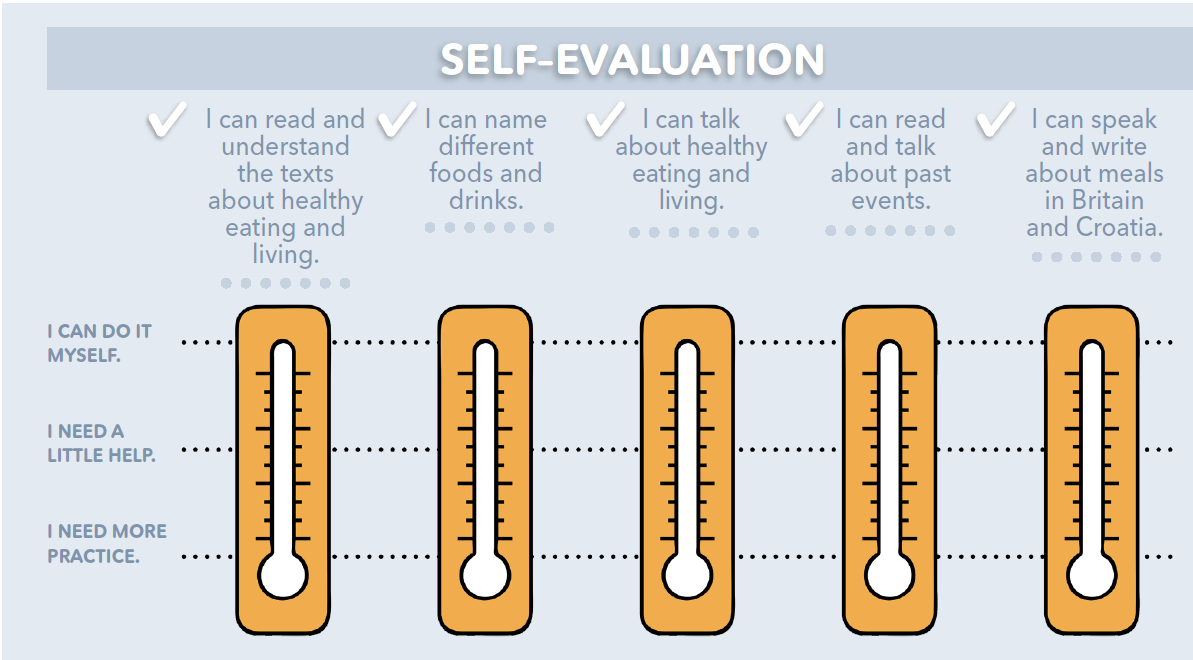 SELF-EVALUATION
I can read and
understand
the texts
about healthy
eating and
living.
I can name
different
foods and
drinks.
I can talk
about healthy
eating and
living.
I can read
and talk
about past
events.
I can speak
and write
about meals
in Britain
and Croatia.
I CAN DO IT
MYSELF.
I NEED A
LITTLE HELP.
I NEED MORE
PRACTICE.